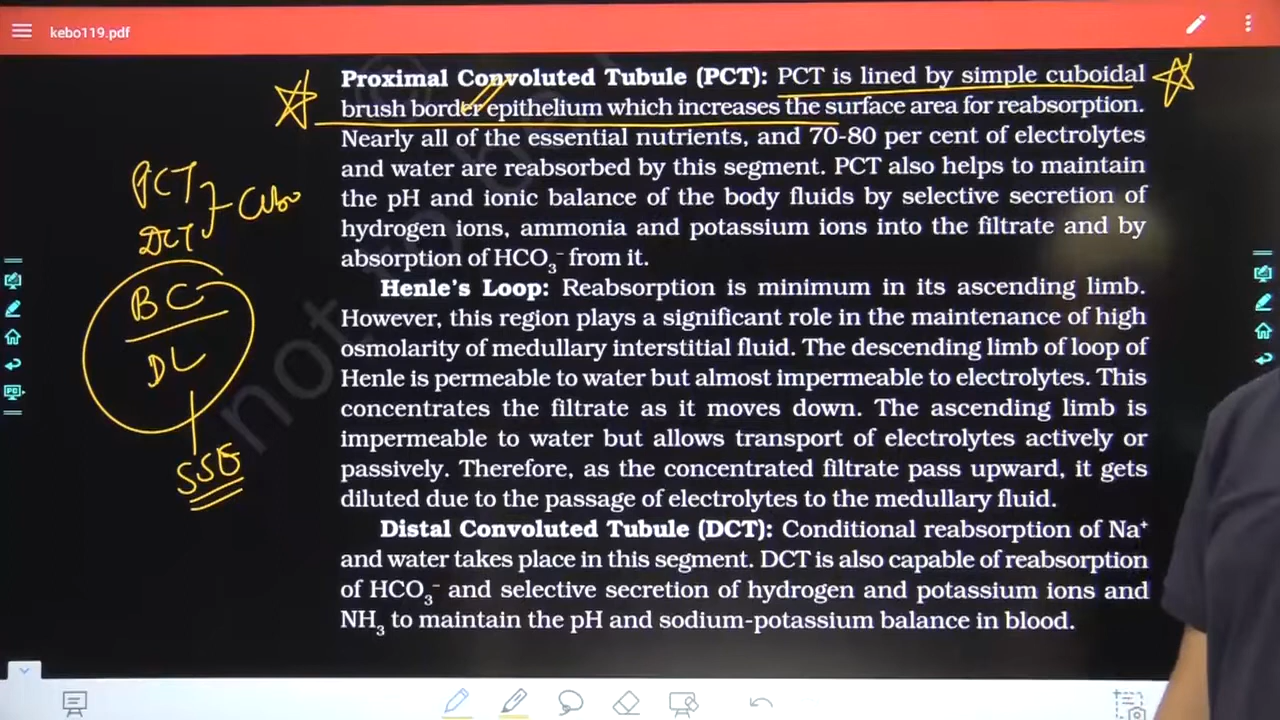 kebo119.pdf
Proximal Convoluted Tubule (PCT): PCT is lined by simple cuboidal
brush border epithelium which increases the surface area for reabsorption.
Nearly all of the essential nutrients, and 70-80 per cent of electrolytes
and water are reabsorbed by this segment. PCT also helps to maintain
the pH and ionic balance of the body fluids by selective secretion of
hydrogen ions, ammonia and potassium ions into the filtrate and by
absorption of HCO₃⁻ from it.
Henle's Loop: Reabsorption is minimum in its ascending limb.
However, this region plays a significant role in the maintenance of high
osmolarity of medullary interstitial fluid. The descending limb of loop of
Henle is permeable to water but almost impermeable to electrolytes. This
concentrates the filtrate as it moves down. The ascending limb is
impermeable to water but allows transport of electrolytes actively or
passively. Therefore, as the concentrated filtrate pass upward, it gets
diluted due to the passage of electrolytes to the medullary fluid.
Distal Convoluted Tubule (DCT): Conditional reabsorption of Na⁺
and water takes place in this segment. DCT is also capable of reabsorption
of HCO₃⁻ and selective secretion of hydrogen and potassium ions and
NH₃ to maintain the pH and sodium-potassium balance in blood.
PCT
DCT
Cubo
BC
DL
SSE
not to be